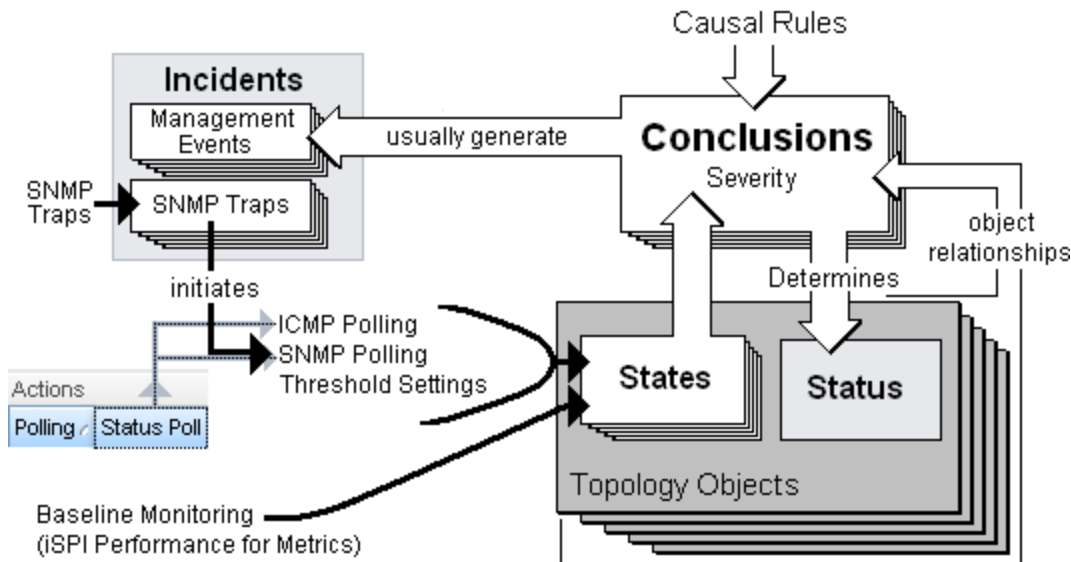 Causal Rules
Incidents
Management
Events
usually generate
Conclusions
Severity
SNMP
Traps
SNMP Traps
object
relationships
initiates
Determines
ICMP Polling
SNMP Polling
Threshold Settings
States
Status
Actions
Polling
Status Poll
Topology Objects
Baseline Monitoring
(iSPI Performance for Metrics)